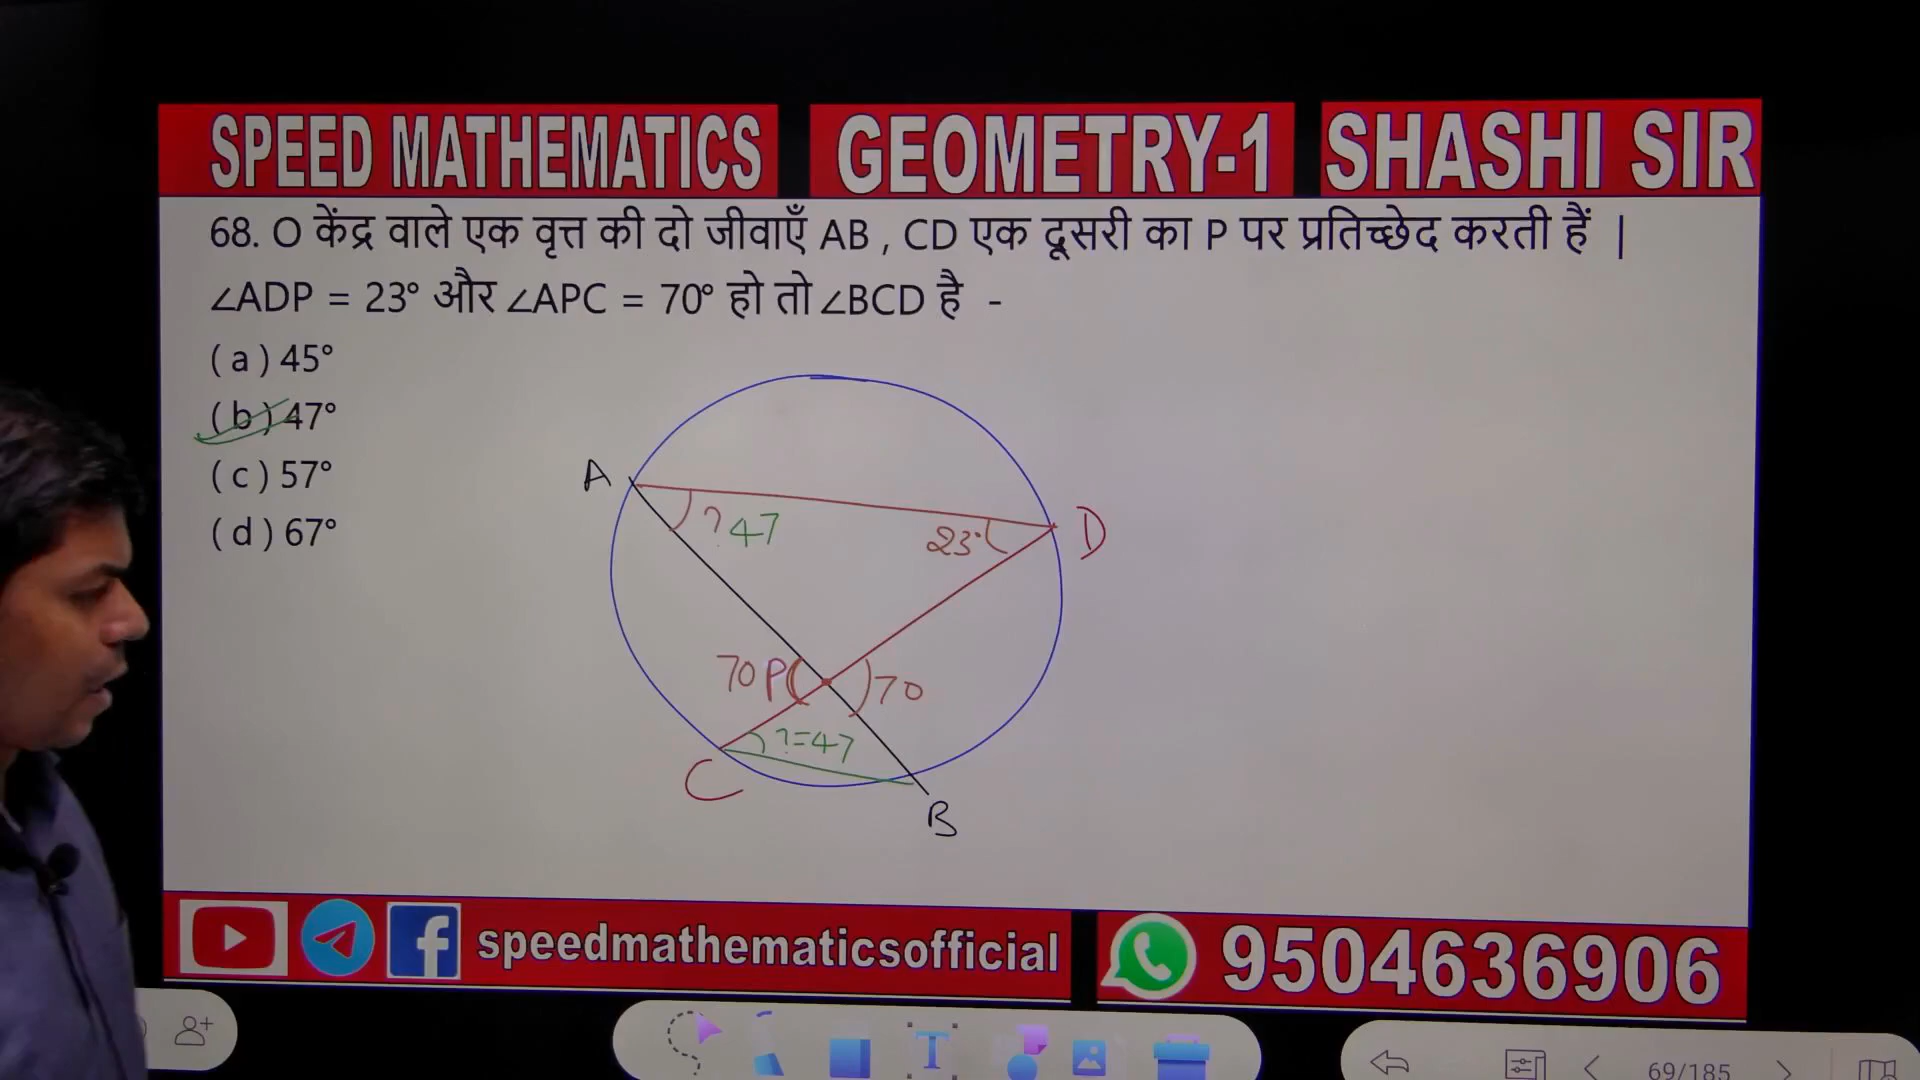 SPEED MATHEMATICS GEOMETRY-1 SHASHI SIR
68. O केंद्र वाले एक वृत्त की दो जीवाएँ AB , CD एक दूसरी का P पर प्रतिच्छेद करती हैं |
∠ADP = 23° और ∠APC = 70° हो तो ∠BCD है -
( a ) 45°
( b ) 47°
( c ) 57°
( d ) 67°
A
? 47
23°
D
70 P
70
? = 47
C
B
speedmathematicsofficial 9504636906
T
69/185